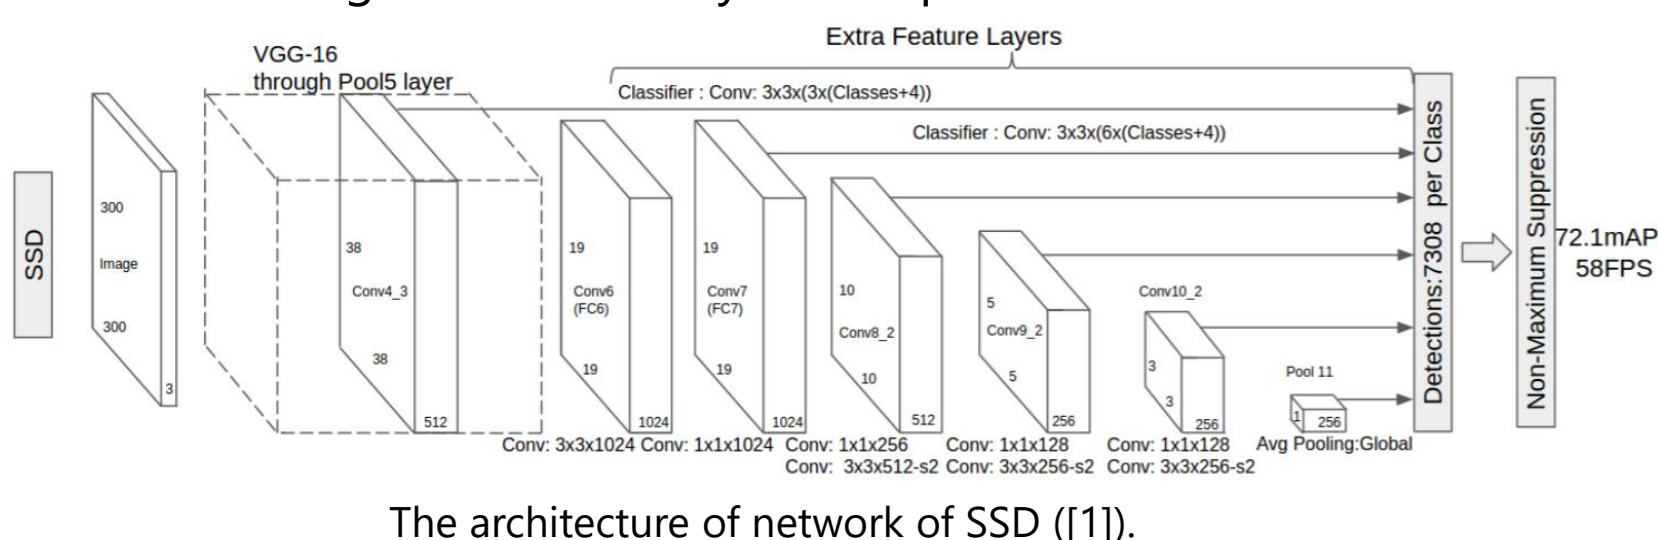 Extra Feature Layers
VGG-16
through Pool5 layer
Classifier : Conv: 3x3x(3x(Classes+4))
Classifier : Conv: 3x3x(6x(Classes+4))
SSD
300
Image
300
3
38
Conv4_3
38
512
19
Conv6
(FC6)
19
1024
19
Conv7
(FC7)
19
1024
10
Conv8_2
10
512
5
Conv9_2
5
256
Conv10_2
3
3
256
Pool 11
1
256
Conv: 3x3x1024
Conv: 1x1x1024
Conv: 1x1x256
Conv: 3x3x512-s2
Conv: 1x1x128
Conv: 3x3x256-s2
Conv: 1x1x128
Conv: 3x3x256-s2
Avg Pooling:Global
Detections:7308 per Class
Non-Maximum Suppression
72.1mAP
58FPS
The architecture of network of SSD ([1]).